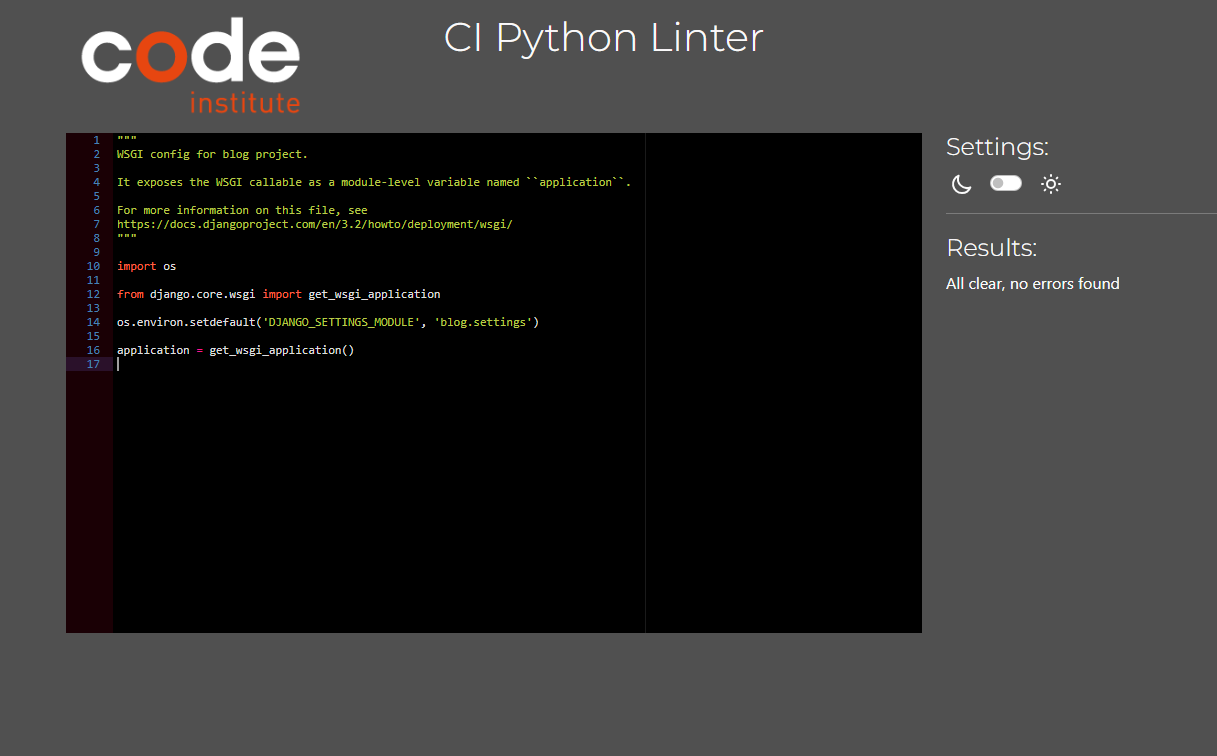 code
institute
CI Python Linter
1 """
2 WSGI config for blog project.
3
4 It exposes the WSGI callable as a module-level variable named ``application``.
5
6 For more information on this file, see
7 https://docs.djangoproject.com/en/3.2/howto/deployment/wsgi/
8 """
9
10 import os
11
12 from django.core.wsgi import get_wsgi_application
13
14 os.environ.setdefault('DJANGO_SETTINGS_MODULE', 'blog.settings')
15
16 application = get_wsgi_application()
17
Settings:
Results:
All clear, no errors found